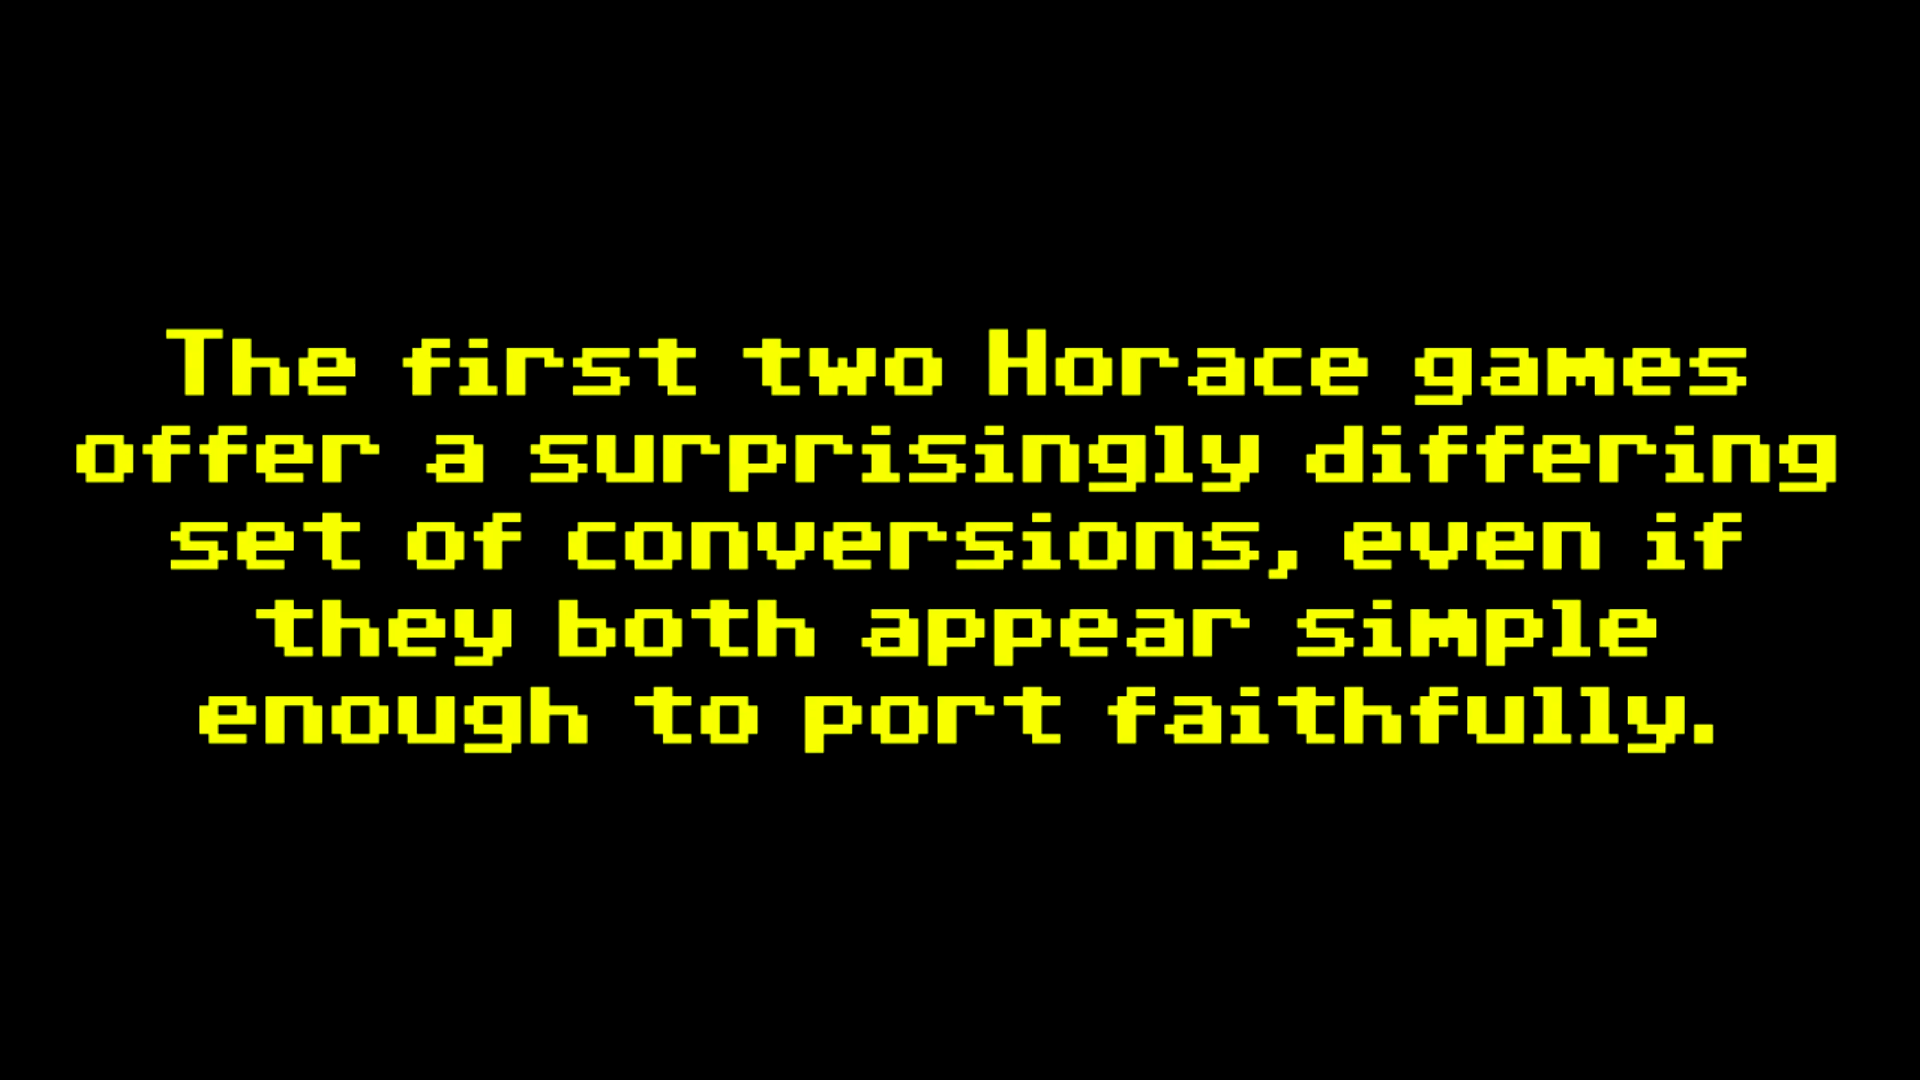 The first two Horace games
offer a surprisingly differing
set of conversions, even if
they both appear simple
enough to port faithfully.